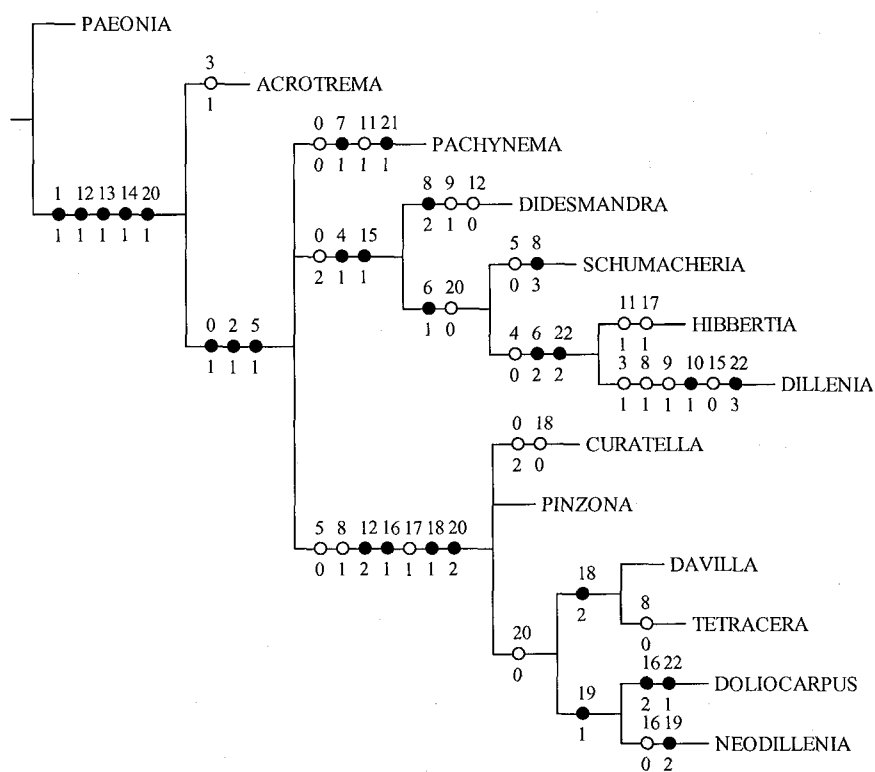 PAEONIA
3
ACROTREMA
1
0 7 11 21
PACHYNEMA
0 1 1 1
1 12 13 14 20
8 9 12
DIDESMANDRA
1 1 1 1 1
2 1 0
0 4 15
5 8
SCHUMACHERIA
2 1 1
0 3
6 20
1 0
11 17
HIBBERTIA
0 2 5
4 6 22
1 1
1 1 1
0 2 2
3 8 9 10 15 22
DILLENIA
1 1 1 1 0 3
0 18
CURATELLA
2 0
PINZONA
5 8 12 16 17 18 20
0 1 2 1 1 1 2
DAVILLA
18
2
8
TETRACERA
0
20
0
16 22
DOLIOCARPUS
19
2 1
1
16 19
NEODILLENIA
0 2